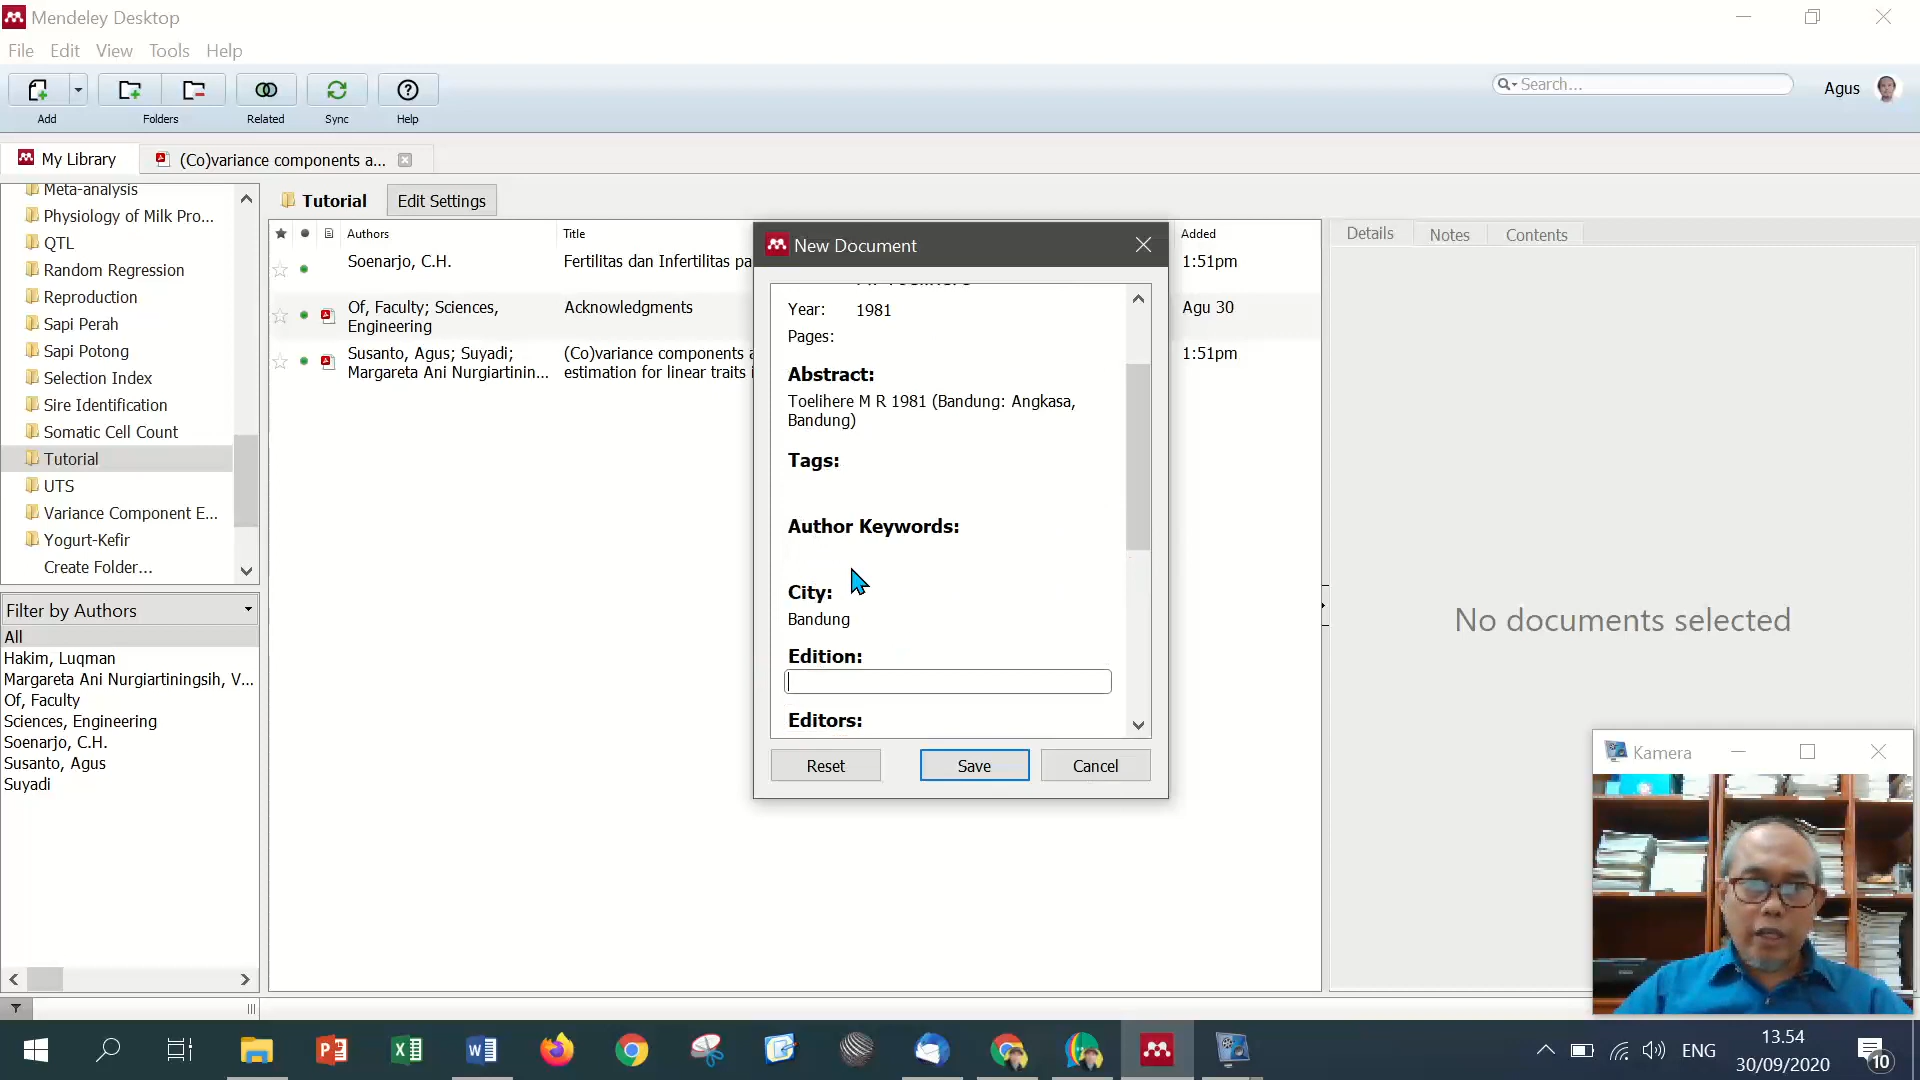 Mendeley Desktop
File Edit View Tools Help
Add Folders Related Sync Help
Search...
Agus
My Library
(Co)variance components a...
Meta-analysis
Physiology of Milk Pro...
QTL
Random Regression
Reproduction
Sapi Perah
Sapi Potong
Selection Index
Sire Identification
Somatic Cell Count
Tutorial
UTS
Variance Component E...
Yogurt-Kefir
Create Folder...
Filter by Authors
All
Hakim, Luqman
Margareta Ani Nurgiartiningsih, V...
Of, Faculty
Sciences, Engineering
Soenarjo, C.H.
Susanto, Agus
Suyadi
Tutorial
Edit Settings
Authors Title Added
Soenarjo, C.H. Fertilitas dan Infertilitas pa 1:51pm
Of, Faculty; Sciences, Acknowledgments Agu 30
Engineering
Susanto, Agus; Suyadi; (Co)variance components a 1:51pm
Margareta Ani Nurgiartinin... estimation for linear traits i
New Document
Year: 1981
Pages:
Abstract:
Toelihere M R 1981 (Bandung: Angkasa,
Bandung)
Tags:
Author Keywords:
City:
Bandung
Edition:
Editors:
Reset Save Cancel
Details Notes Contents
No documents selected
Kamera
ENG
13.54
30/09/2020
10